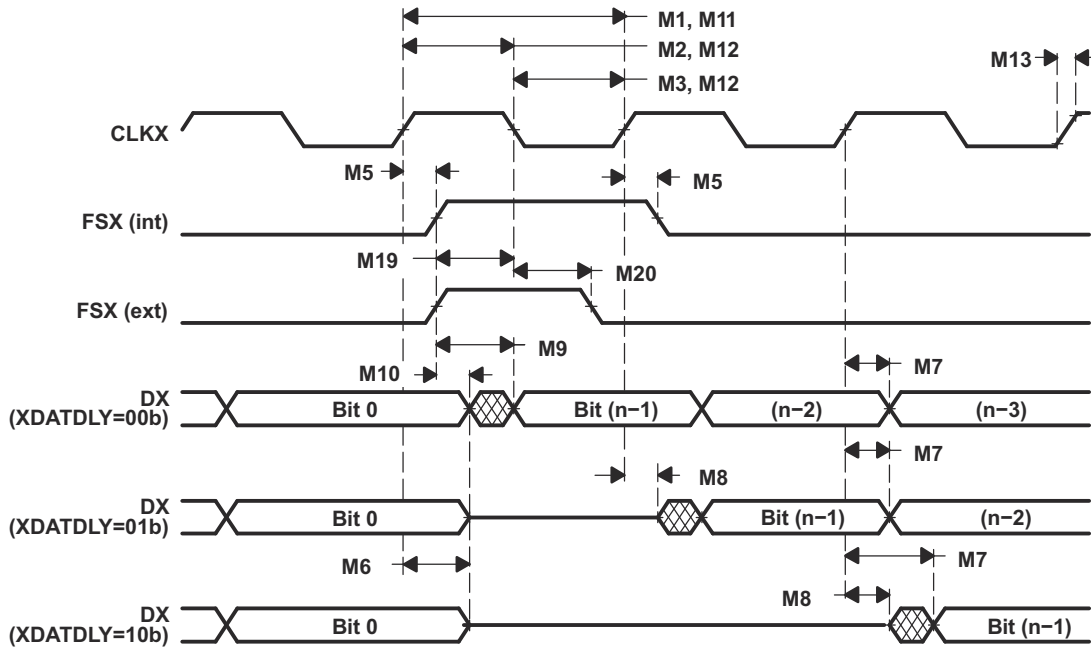 M1, M11
M2, M12
M13
M3, M12
CLKX
M5
M5
FSX (int)
M19
M20
FSX (ext)
M9
M10
M7
DX
(XDATDLY=00b)
Bit 0
Bit (n−1)
(n−2)
(n−3)
M7
M8
DX
(XDATDLY=01b)
Bit 0
Bit (n−1)
(n−2)
M6
M7
M8
DX
(XDATDLY=10b)
Bit 0
Bit (n−1)